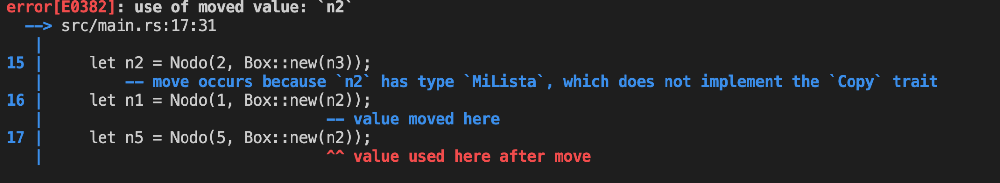 error[E0382]: use of moved value: `n2`
  --> src/main.rs:17:31
   |
15 |     let n2 = Nodo(2, Box::new(n3));
   |         -- move occurs because `n2` has type `MiLista`, which does not implement the `Copy` trait
16 |     let n1 = Nodo(1, Box::new(n2));
   |                               -- value moved here
17 |     let n5 = Nodo(5, Box::new(n2));
   |                               ^^ value used here after move